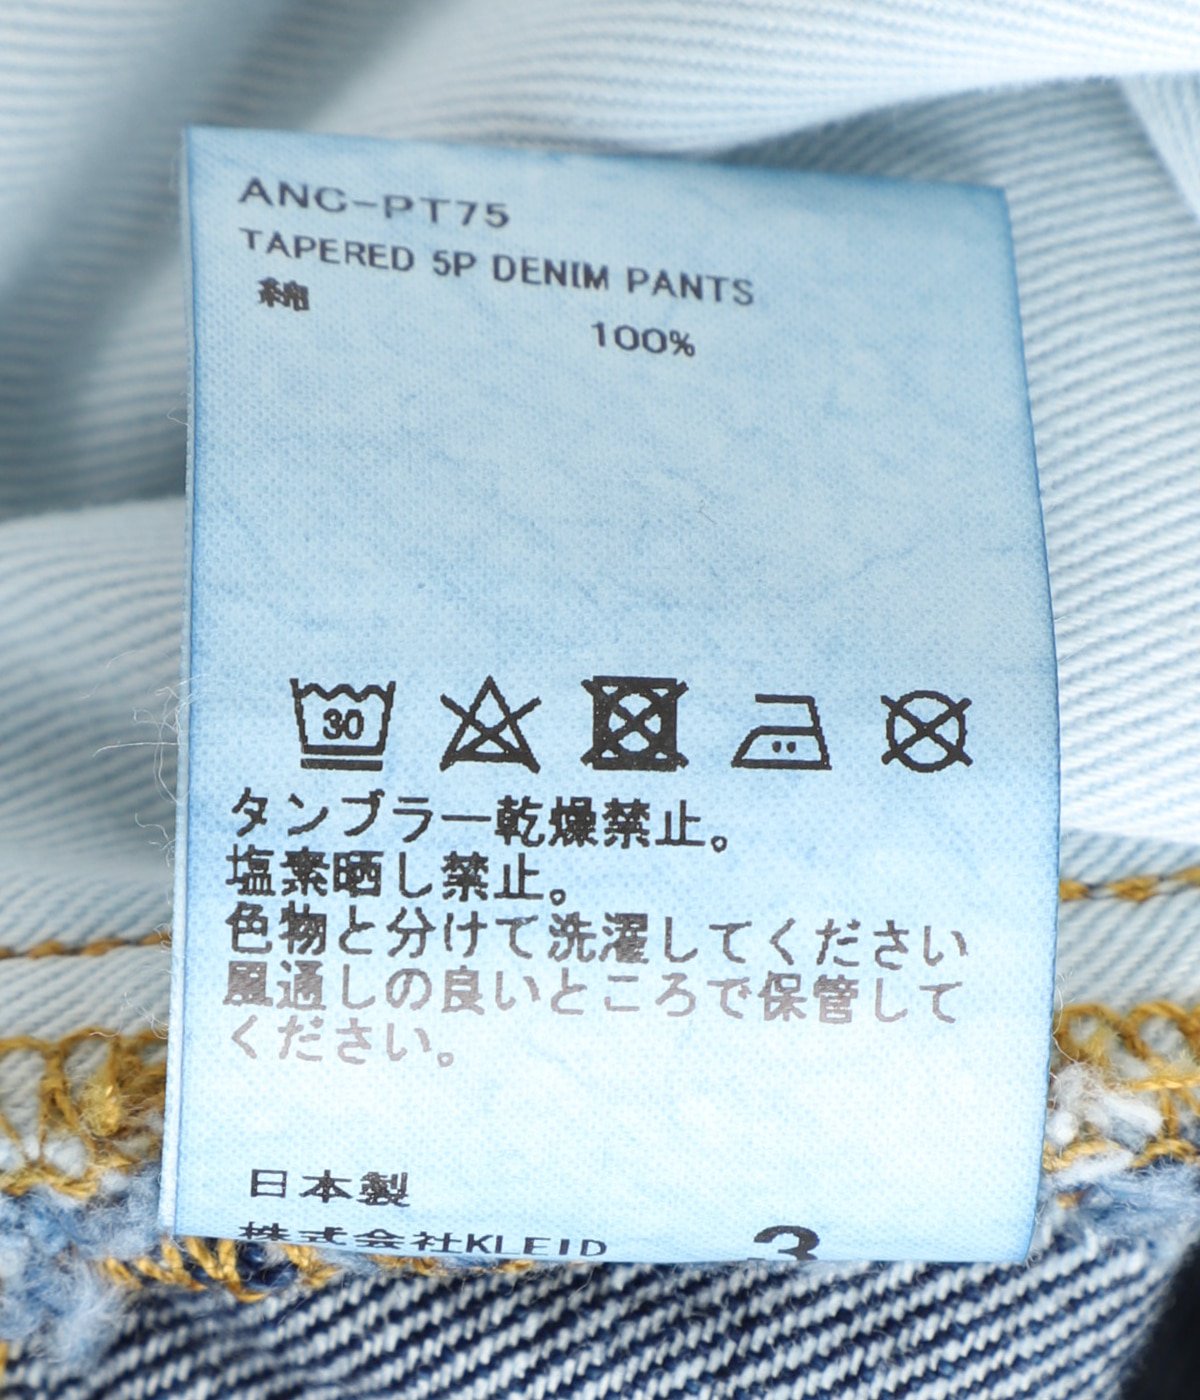 ANC-PT75
TAPERED 5P DENIM PANTS
綿
100%
30
タンブラー乾燥禁止。
塩素晒し禁止。
色物と分けて洗濯してください
風通しの良いところで保管して
ください。
日本製
株式会社KLEID
3